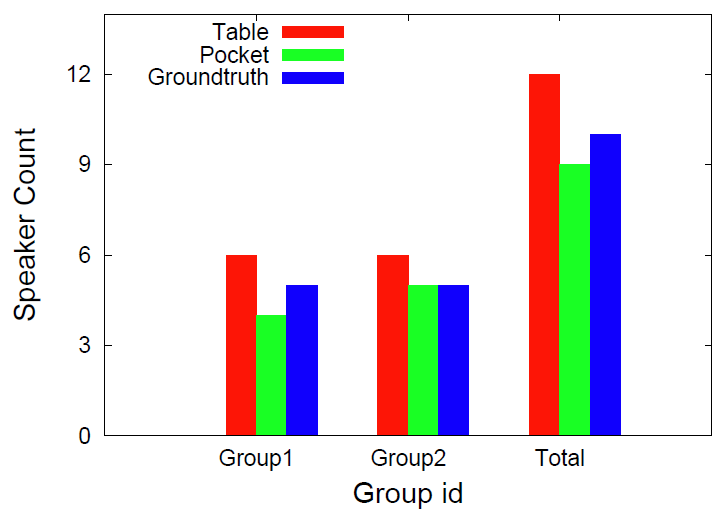 Table
Pocket
Groundtruth
12
9
6
3
0
Speaker Count
Group1 Group2 Total
Group id